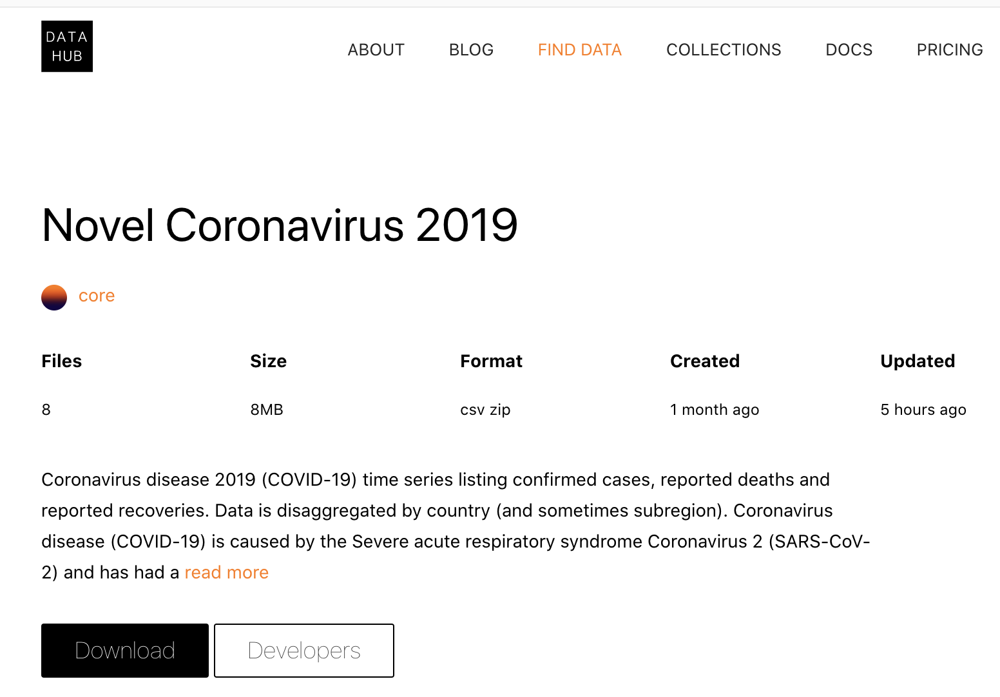 DATA
HUB
ABOUT BLOG FIND DATA COLLECTIONS DOCS PRICING
Novel Coronavirus 2019
core
Files Size Format Created Updated
8 8MB csv zip 1 month ago 5 hours ago
Coronavirus disease 2019 (COVID-19) time series listing confirmed cases, reported deaths and
reported recoveries. Data is disaggregated by country (and sometimes subregion). Coronavirus
disease (COVID-19) is caused by the Severe acute respiratory syndrome Coronavirus 2 (SARS-CoV-
2) and has had a read more
Download Developers